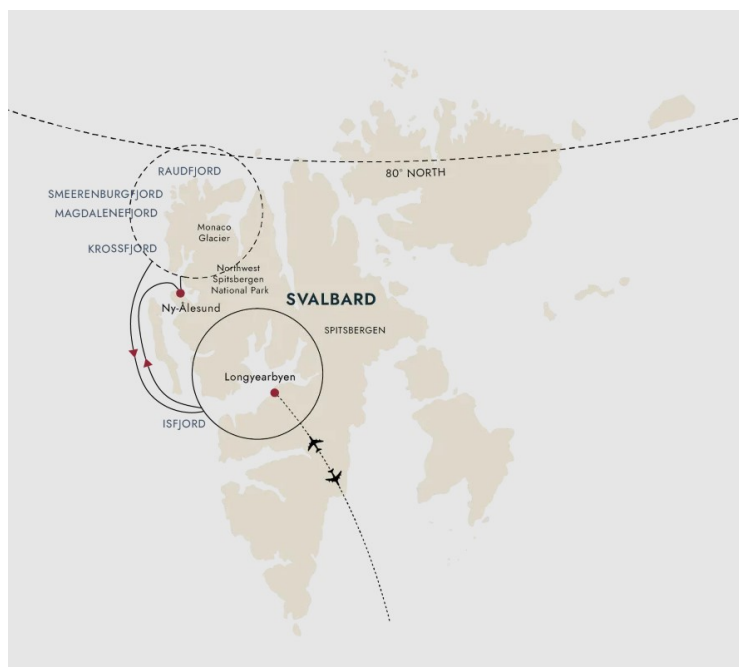 RAUDFJORD
80° NORTH
SMEERENBURGFJORD
MAGDALENEFJORD
Monaco
Glacier
KROSSFJORD
Northwest
Spitsbergen
National Park
SVALBARD
Ny-Ålesund
SPITSBERGEN
Longyearbyen
ISFJORD